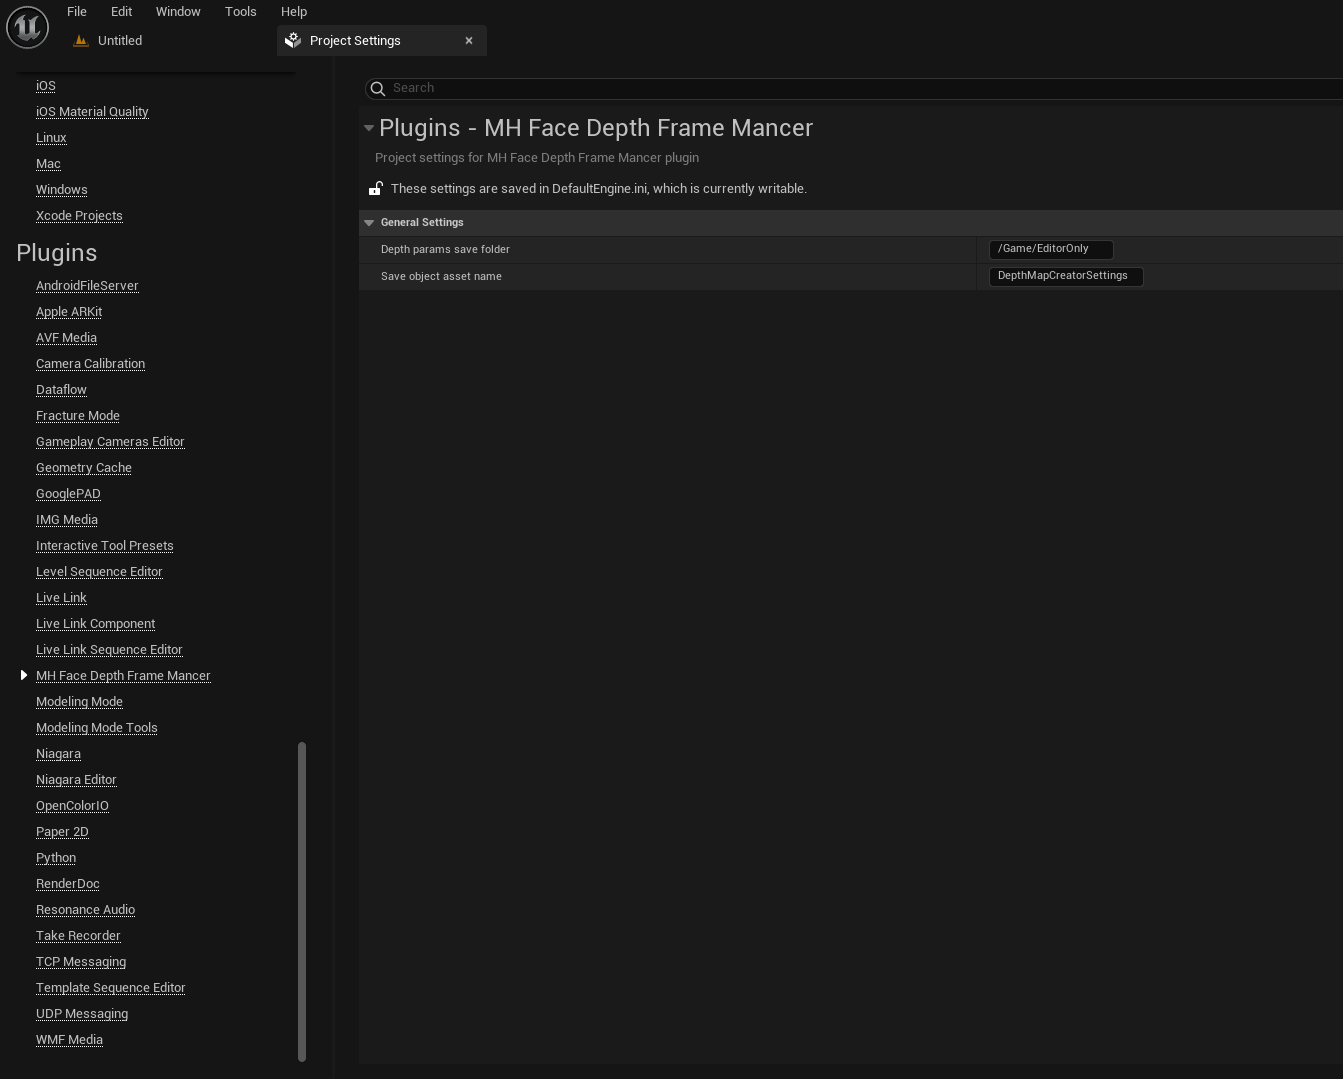 File Edit Window Tools Help
Untitled
Project Settings
iOS
iOS Material Quality
Linux
Mac
Windows
Xcode Projects
Plugins
AndroidFileServer
Apple ARKit
AVF Media
Camera Calibration
Dataflow
Fracture Mode
Gameplay Cameras Editor
Geometry Cache
GooglePAD
IMG Media
Interactive Tool Presets
Level Sequence Editor
Live Link
Live Link Component
Live Link Sequence Editor
MH Face Depth Frame Mancer
Modeling Mode
Modeling Mode Tools
Niagara
Niagara Editor
OpenColorIO
Paper 2D
Python
RenderDoc
Resonance Audio
Take Recorder
TCP Messaging
Template Sequence Editor
UDP Messaging
WMF Media
Search
Plugins - MH Face Depth Frame Mancer
Project settings for MH Face Depth Frame Mancer plugin
These settings are saved in DefaultEngine.ini, which is currently writable.
General Settings
Depth params save folder /Game/EditorOnly
Save object asset name DepthMapCreatorSettings